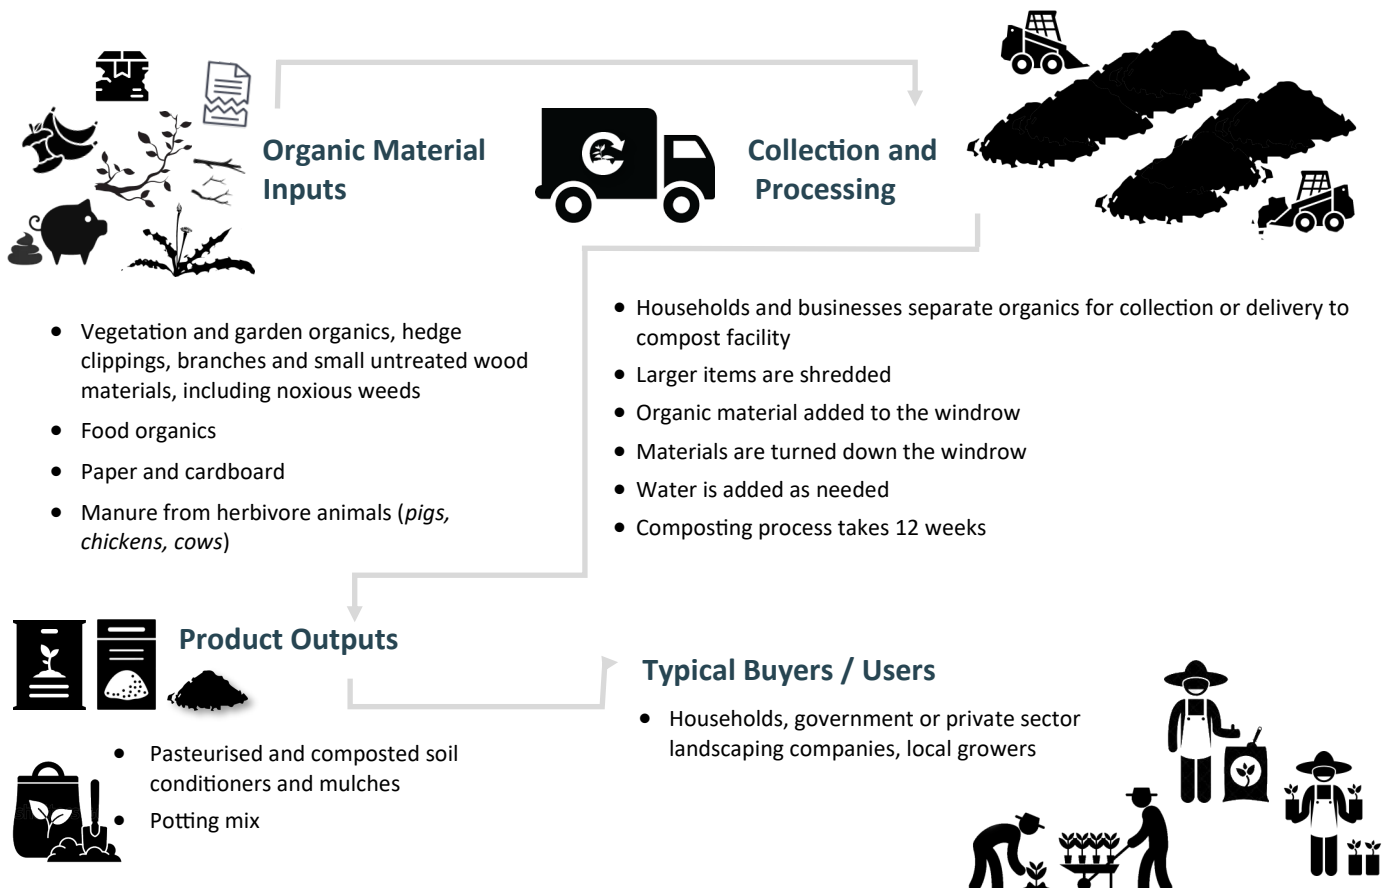 Organic Material
Inputs
Collection and
Processing
• Vegetation and garden organics, hedge
clippings, branches and small untreated wood
materials, including noxious weeds
• Food organics
• Paper and cardboard
• Manure from herbivore animals (pigs,
chickens, cows)
• Households and businesses separate organics for collection or delivery to
compost facility
• Larger items are shredded
• Organic material added to the windrow
• Materials are turned down the windrow
• Water is added as needed
• Composting process takes 12 weeks
Product Outputs
• Pasteurised and composted soil
conditioners and mulches
• Potting mix
Typical Buyers / Users
• Households, government or private sector
landscaping companies, local growers